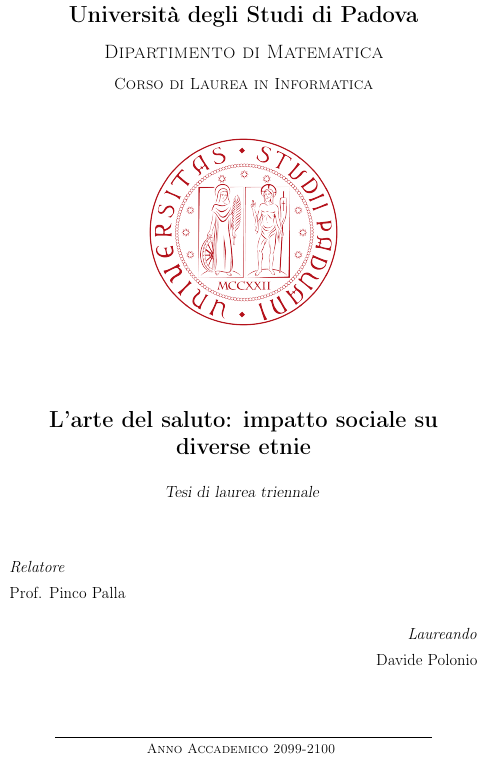 Università degli Studi di Padova
Dipartimento di Matematica
Corso di Laurea in Informatica
UNIVERSITAS STUDII PADUANI
MCCXXII
L'arte del saluto: impatto sociale su
diverse etnie
Tesi di laurea triennale
Relatore
Prof. Pinco Palla
Laureando
Davide Polonio
Anno Accademico 2099-2100